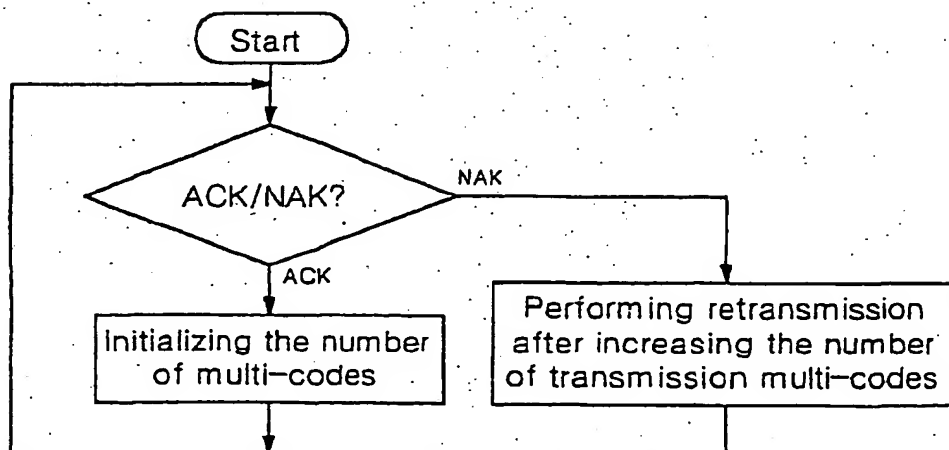 Start
ACK/NAK?
NAK
ACK
Initializing the number
of multi-codes
Performing retransmission
after increasing the number
of transmission multi-codes